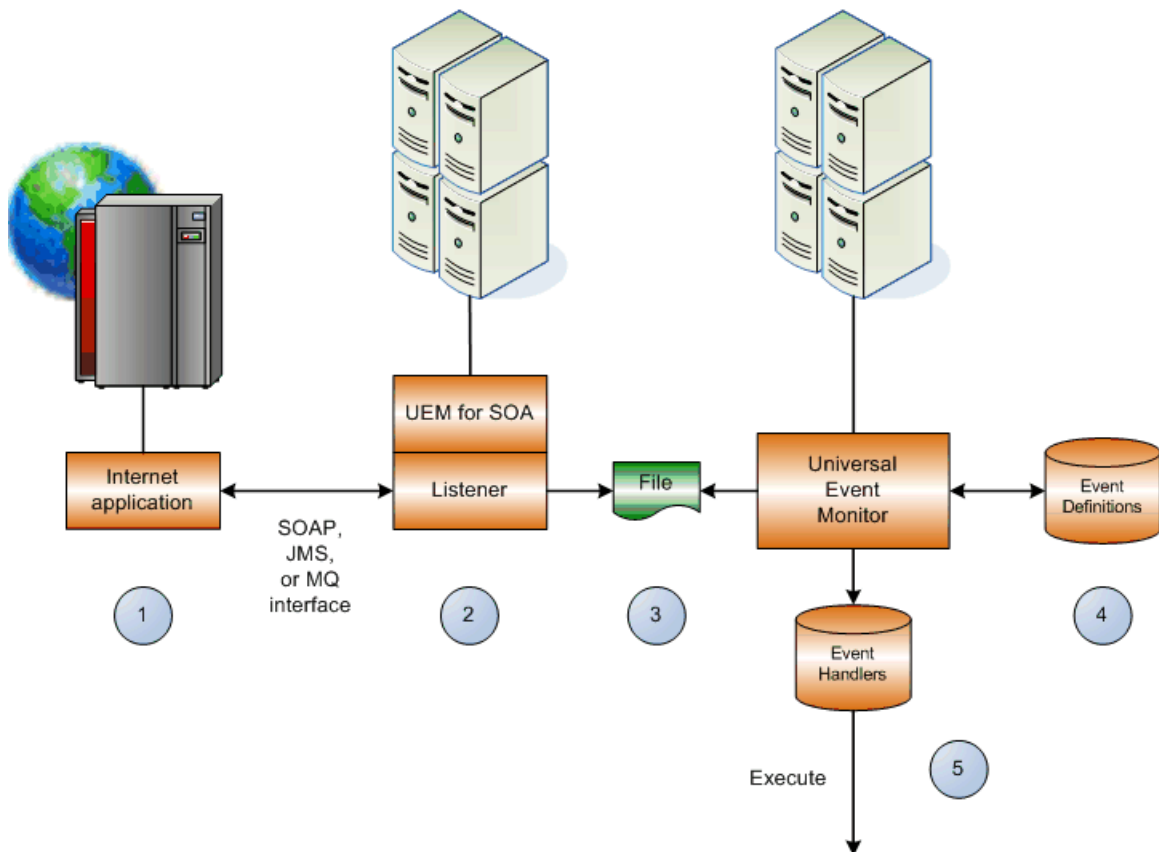 UEM for SOA
Internet
application
Listener
File
Universal
Event
Monitor
Event
Definitions
SOAP,
JMS,
or MQ
interface
1
2
3
4
Event
Handlers
5
Execute